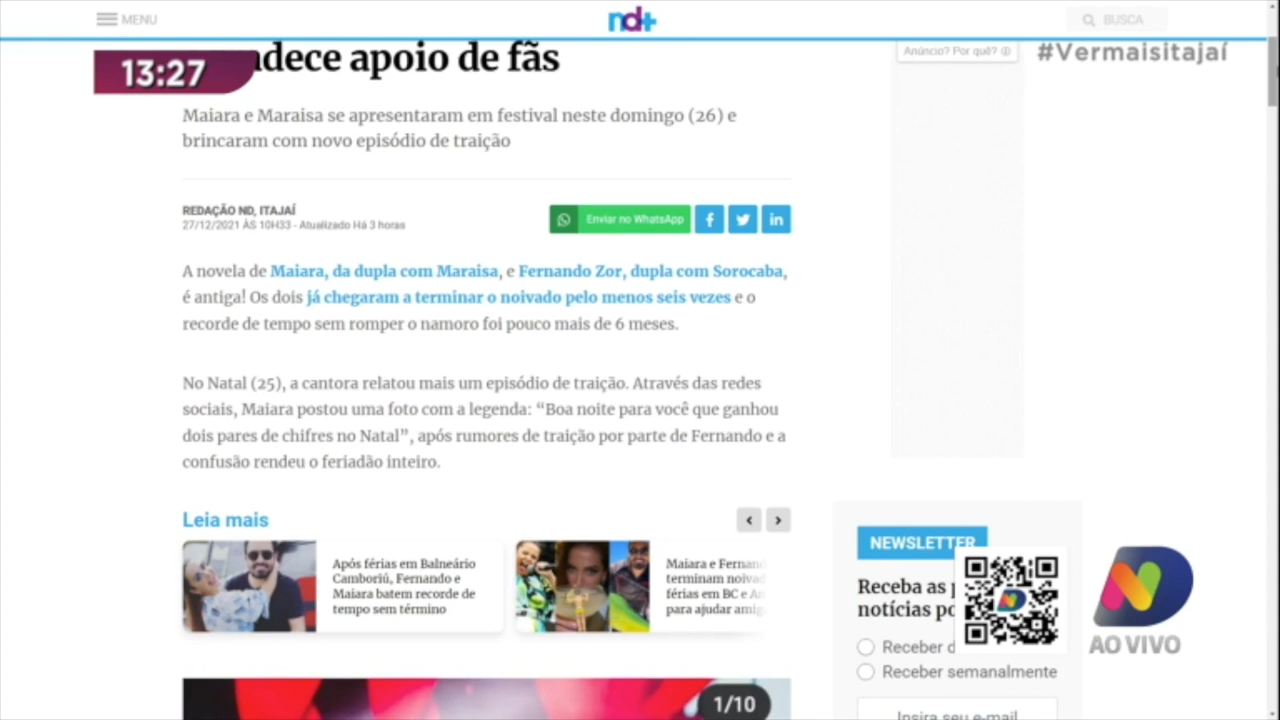 MENU
nd+
BUSCA
13:27
apoio de fãs
Anúncio? Por quê?
#Vermaisitajaí
Maiara e Maraisa se apresentaram em festival neste domingo (26) e
brincaram com novo episódio de traição
REDAÇÃO ND, ITAJAÍ
27/12/2021 ÀS 10H33 - Atualizado Há 3 horas
Enviar no WhatsApp
A novela de Maiara, da dupla com Maraisa, e Fernando Zor, dupla com Sorocaba,
é antiga! Os dois já chegaram a terminar o noivado pelo menos seis vezes e o
recorde de tempo sem romper o namoro foi pouco mais de 6 meses.
No Natal (25), a cantora relatou mais um episódio de traição. Através das redes
sociais, Maiara postou uma foto com a legenda: “Boa noite para você que ganhou
dois pares de chifres no Natal”, após rumores de traição por parte de Fernando e a
confusão rendeu o feriadão inteiro.
Leia mais
Após férias em Balneário
Camboriú, Fernando e
Maiara batem recorde de
tempo sem término
Maiara e
terminam
férias em BC e
para ajudar
1/10
NEWSLETTER
Receba as
notícias
Receber
Receber semanalmente
Insira seu e-mail
AO VIVO